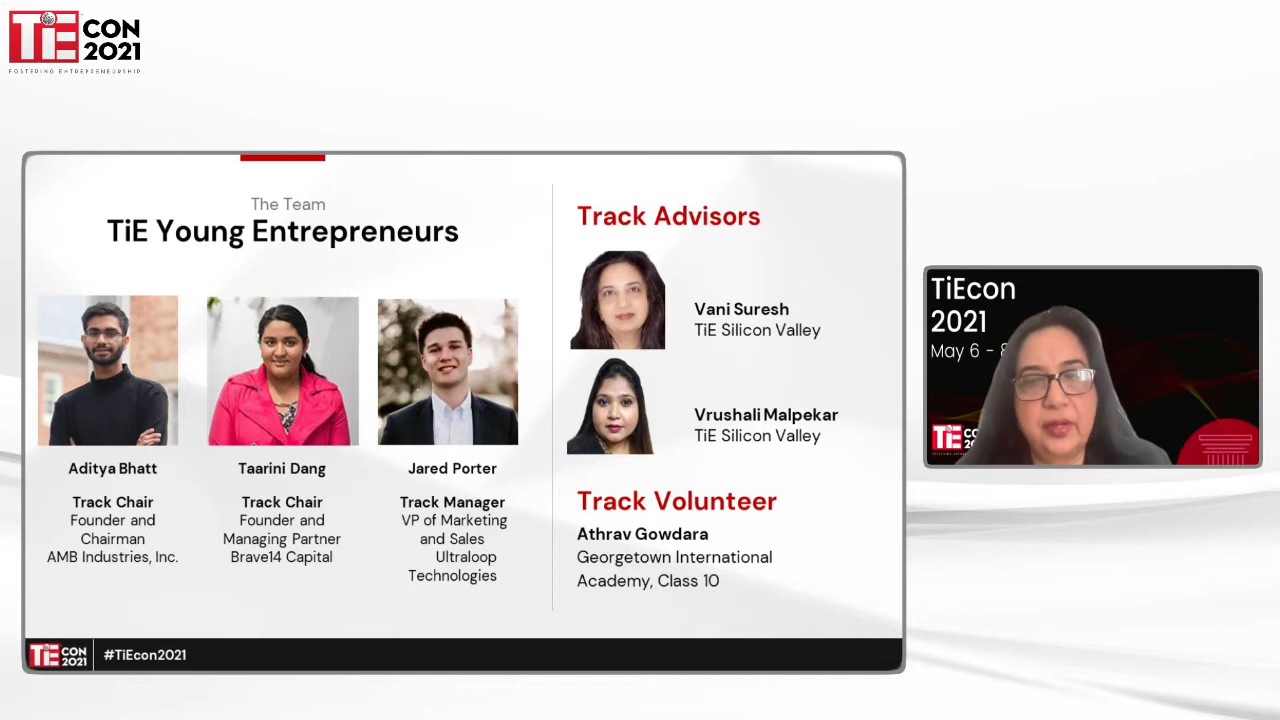 TiE CON
2021
FOSTERING ENTREPRENEURSHIP
The Team
TiE Young Entrepreneurs
Aditya Bhatt
Track Chair
Founder and
Chairman
AMB Industries, Inc.
Taarini Dang
Track Chair
Founder and
Managing Partner
Brave14 Capital
Jared Porter
Track Manager
VP of Marketing
and Sales
Ultraloop
Technologies
Track Advisors
Vani Suresh
TiE Silicon Valley
Vrushali Malpekar
TiE Silicon Valley
Track Volunteer
Athrav Gowdara
Georgetown International
Academy, Class 10
TiE CON
2021
#TiEcon2021
TiEcon
2021
May 6 -
TiE